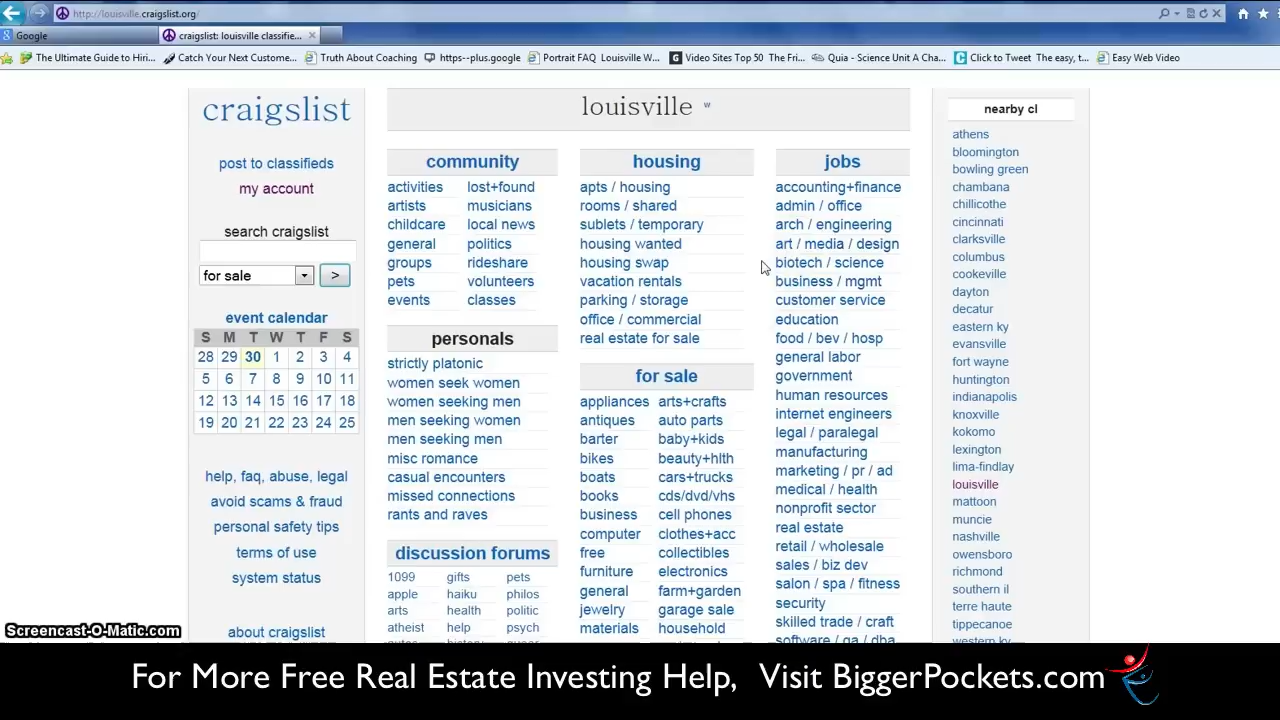 http://louisville.craigslist.org/
Google
craigslist: louisville classifie...
The Ultimate Guide to Hiri...
Catch Your Next Custome...
Truth About Coaching
https--plus.google
Portrait FAQ Louisville W...
Video Sites Top 50 The Fri...
Quia - Science Unit A Cha...
Click to Tweet The easy, t...
Easy Web Video
craigslist
post to classifieds
my account
search craigslist
for sale
>
event calendar
S M T W T F S
28 29 30 1 2 3 4
5 6 7 8 9 10 11
12 13 14 15 16 17 18
19 20 21 22 23 24 25
help, faq, abuse, legal
avoid scams & fraud
personal safety tips
terms of use
system status
about craigslist
louisville w
community
activities lost+found
artists musicians
childcare local news
general politics
groups rideshare
pets volunteers
events classes
personals
strictly platonic
women seek women
women seeking men
men seeking women
men seeking men
misc romance
casual encounters
missed connections
rants and raves
discussion forums
1099 gifts pets
apple haiku philos
arts health politic
atheist help psych
housing
apts / housing
rooms / shared
sublets / temporary
housing wanted
housing swap
vacation rentals
parking / storage
office / commercial
real estate for sale
for sale
appliances arts+crafts
antiques auto parts
barter baby+kids
bikes beauty+hlth
boats cars+trucks
books cds/dvd/vhs
business cell phones
computer clothes+acc
free collectibles
furniture electronics
general farm+garden
jewelry garage sale
materials household
jobs
accounting+finance
admin / office
arch / engineering
art / media / design
biotech / science
business / mgmt
customer service
education
food / bev / hosp
general labor
government
human resources
internet engineers
legal / paralegal
manufacturing
marketing / pr / ad
medical / health
nonprofit sector
real estate
retail / wholesale
sales / biz dev
salon / spa / fitness
security
skilled trade / craft
software / qa / dba
nearby cl
athens
bloomington
bowling green
chambana
chillicothe
cincinnati
clarksville
columbus
cookeville
dayton
decatur
eastern ky
evansville
fort wayne
huntington
indianapolis
knoxville
kokomo
lexington
lima-findlay
louisville
mattoon
muncie
nashville
owensboro
richmond
southern il
terre haute
tippecanoe
western ky
Screencast-O-Matic.com
For More Free Real Estate Investing Help, Visit BiggerPockets.com